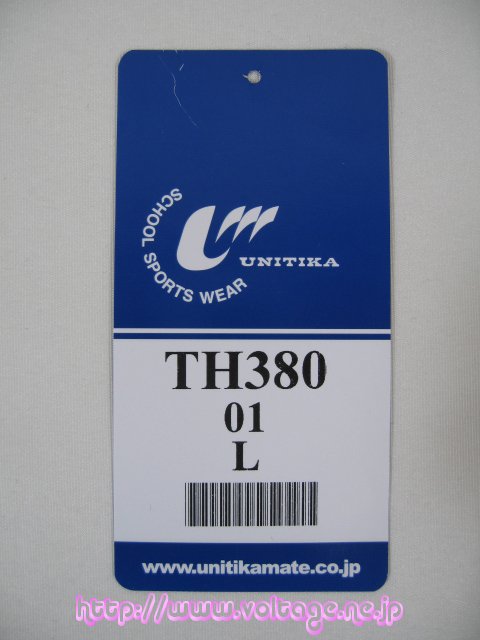 SCHOOL SPORTS WEAR
UNITIKA
TH380
01
L
www.unitikamate.co.jp
http://www.voltage.ne.jp